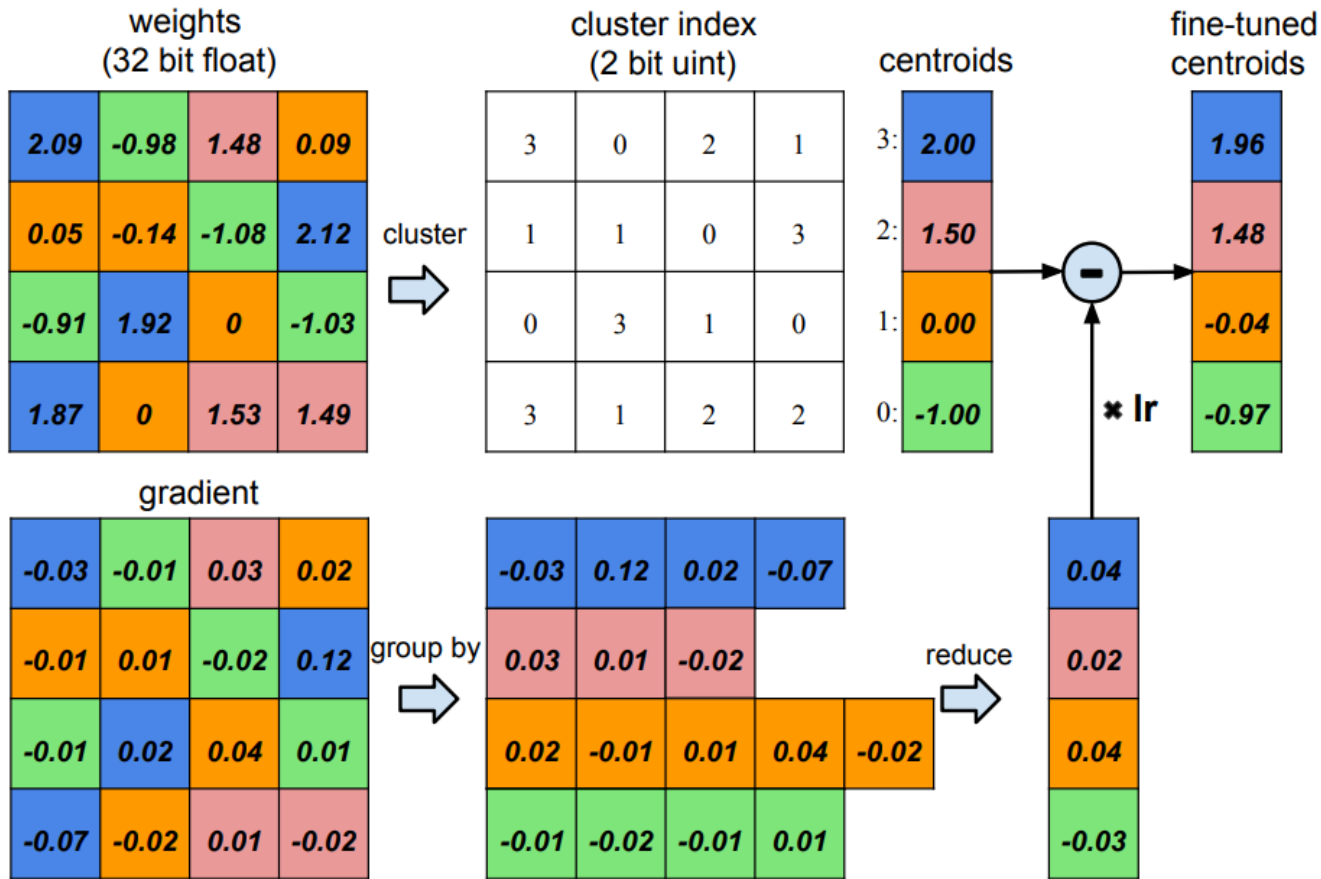 weights
(32 bit float)
cluster index
(2 bit uint)
centroids
fine-tuned
centroids
2.09 -0.98 1.48 0.09
3 0 2 1
3: 2.00
1.96
0.05 -0.14 -1.08 2.12
cluster
1 1 0 3
2: 1.50
1.48
-
-0.91 1.92 0 -1.03
0 3 1 0
1: 0.00
-0.04
1.87 0 1.53 1.49
3 1 2 2
0: -1.00
× lr
-0.97
gradient
-0.03 -0.01 0.03 0.02
-0.03 0.12 0.02 -0.07
0.04
-0.01 0.01 -0.02 0.12
group by
0.03 0.01 -0.02
reduce
0.02
-0.01 0.02 0.04 0.01
0.02 -0.01 0.01 0.04 -0.02
0.04
-0.07 -0.02 0.01 -0.02
-0.01 -0.02 -0.01 0.01
-0.03